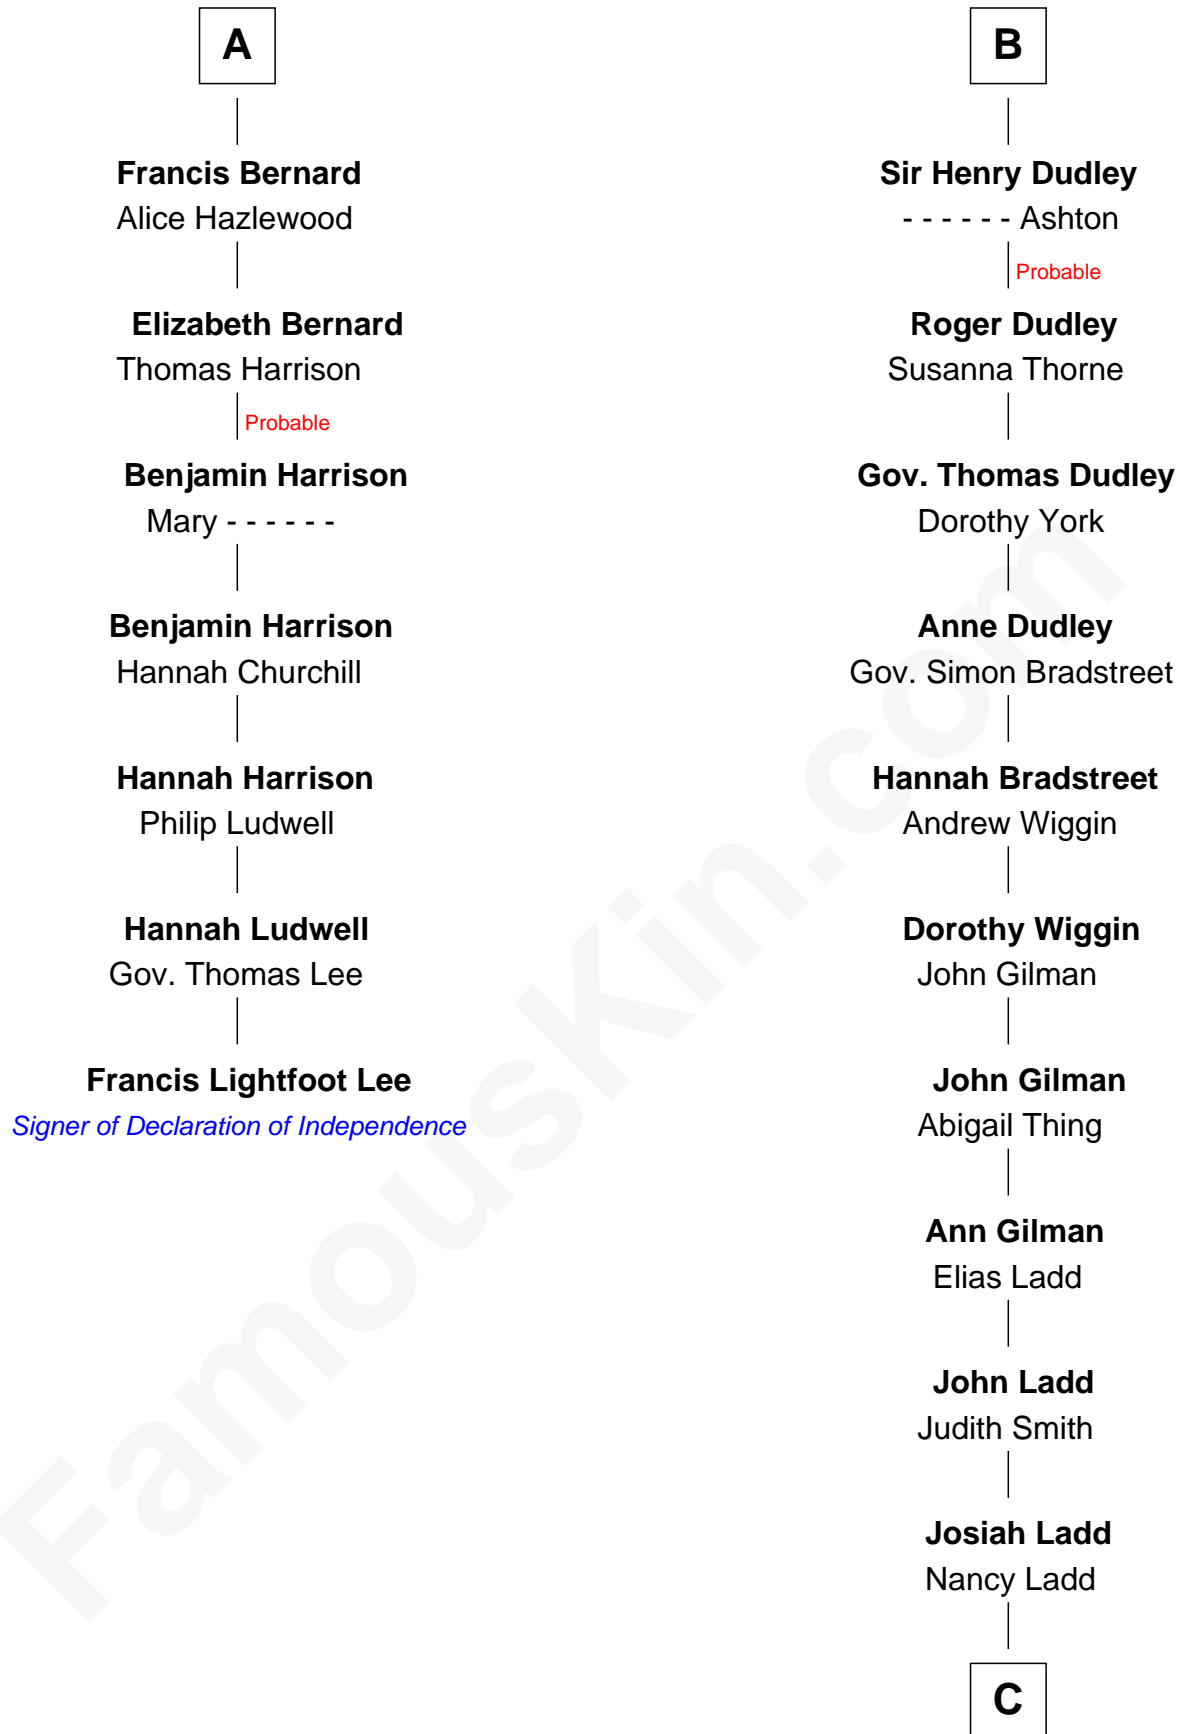 A
Francis Bernard
Alice Hazlewood
Elizabeth Bernard
Thomas Harrison
Probable
Benjamin Harrison
Mary - - - - - -
Benjamin Harrison
Hannah Churchill
Hannah Harrison
Philip Ludwell
Hannah Ludwell
Gov. Thomas Lee
Francis Lightfoot Lee
Signer of Declaration of Independence
B
Sir Henry Dudley
- - - - - - Ashton
Probable
Roger Dudley
Susanna Thorne
Gov. Thomas Dudley
Dorothy York
Anne Dudley
Gov. Simon Bradstreet
Hannah Bradstreet
Andrew Wiggin
Dorothy Wiggin
John Gilman
John Gilman
Abigail Thing
Ann Gilman
Elias Ladd
John Ladd
Judith Smith
Josiah Ladd
Nancy Ladd
C
FamousKin.com